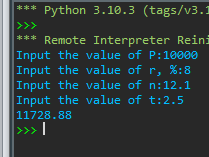 *** Python 3.10.3 (tags/v3.1
>>>
*** Remote Interpreter Rein
Input the value of P:10000
Input the value of r, %:8
Input the value of n:12.1
Input the value of t:2.5
11728.88
>>>